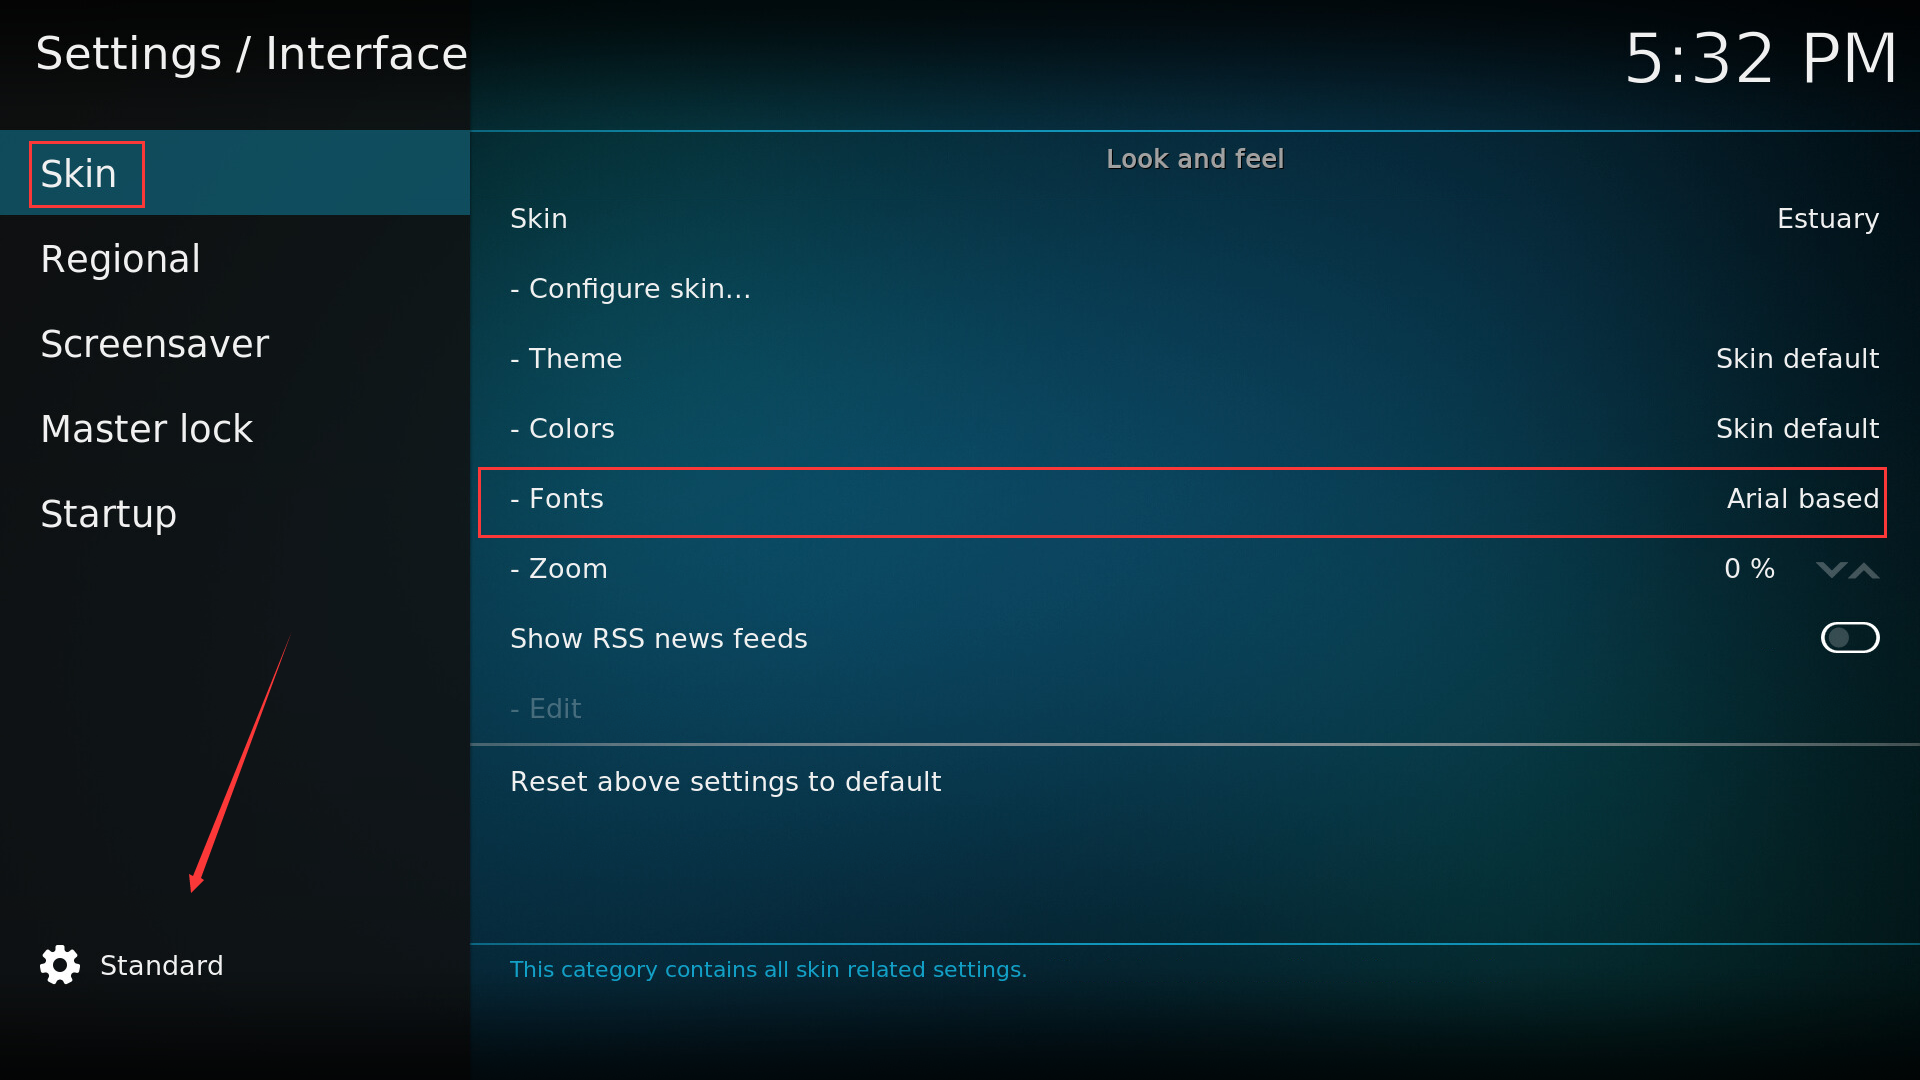 Settings / Interface
5:32 PM
Skin
Regional
Screensaver
Master lock
Startup
Standard
Look and feel
Skin Estuary
- Configure skin...
- Theme Skin default
- Colors Skin default
- Fonts Arial based
- Zoom 0 %
Show RSS news feeds
- Edit
Reset above settings to default
This category contains all skin related settings.